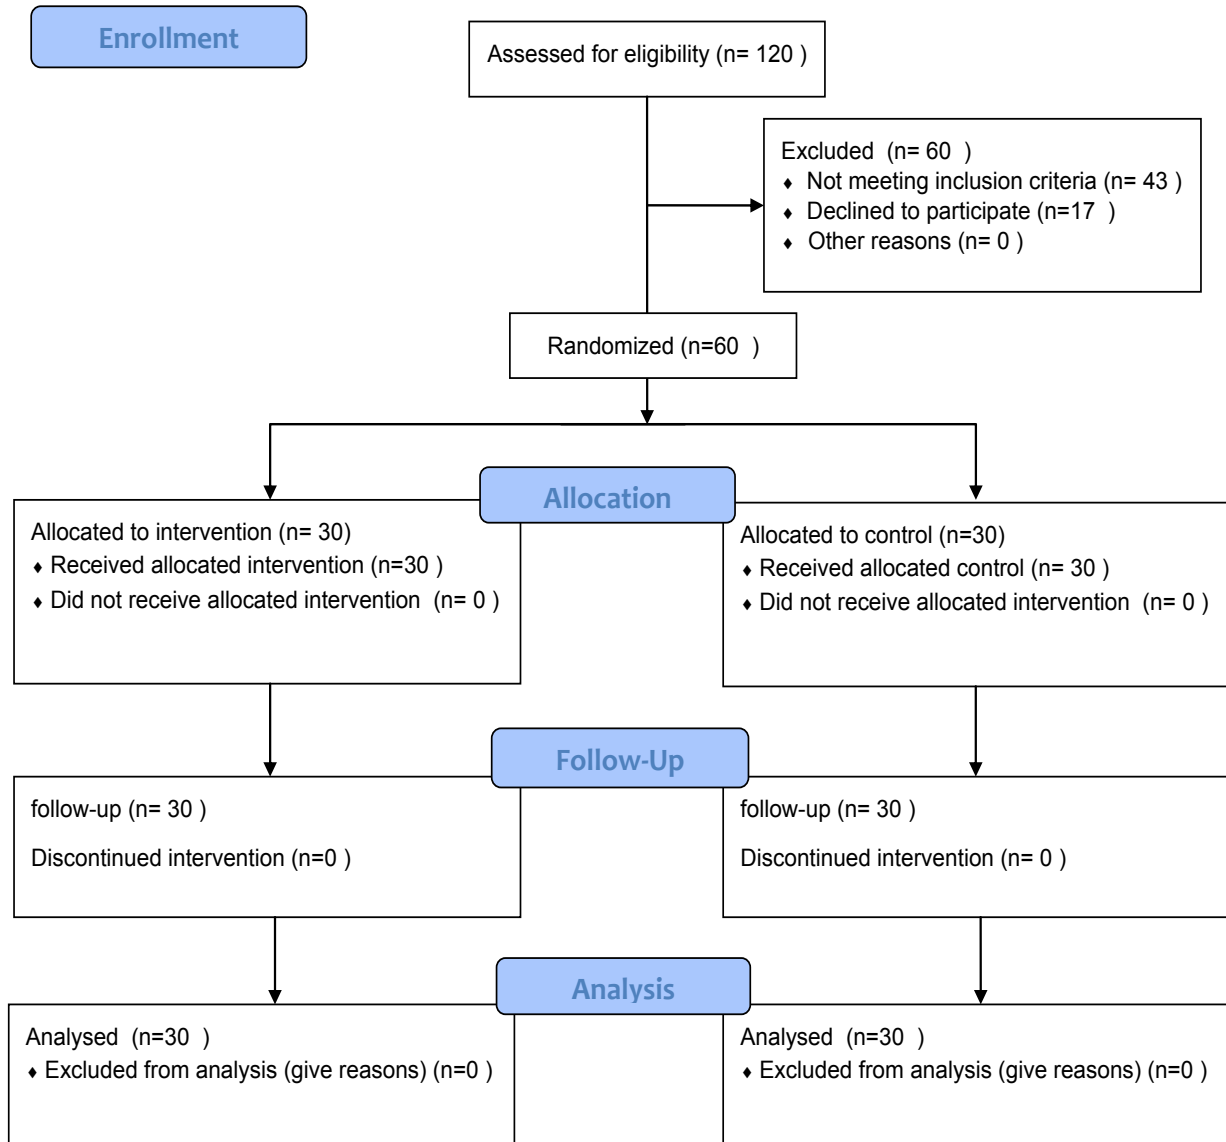 Enrollment
Assessed for eligibility (n= 120 )
Excluded (n= 60 )
♦ Not meeting inclusion criteria (n= 43 )
♦ Declined to participate (n=17 )
♦ Other reasons (n= 0 )
Randomized (n=60 )
Allocation
Allocated to intervention (n= 30)
♦ Received allocated intervention (n=30 )
♦ Did not receive allocated intervention (n= 0 )
Allocated to control (n=30)
♦ Received allocated control (n= 30 )
♦ Did not receive allocated intervention (n= 0 )
Follow-Up
follow-up (n= 30 )
Discontinued intervention (n=0 )
follow-up (n= 30 )
Discontinued intervention (n= 0 )
Analysis
Analysed (n=30 )
♦ Excluded from analysis (give reasons) (n=0 )
Analysed (n=30 )
♦ Excluded from analysis (give reasons) (n=0 )